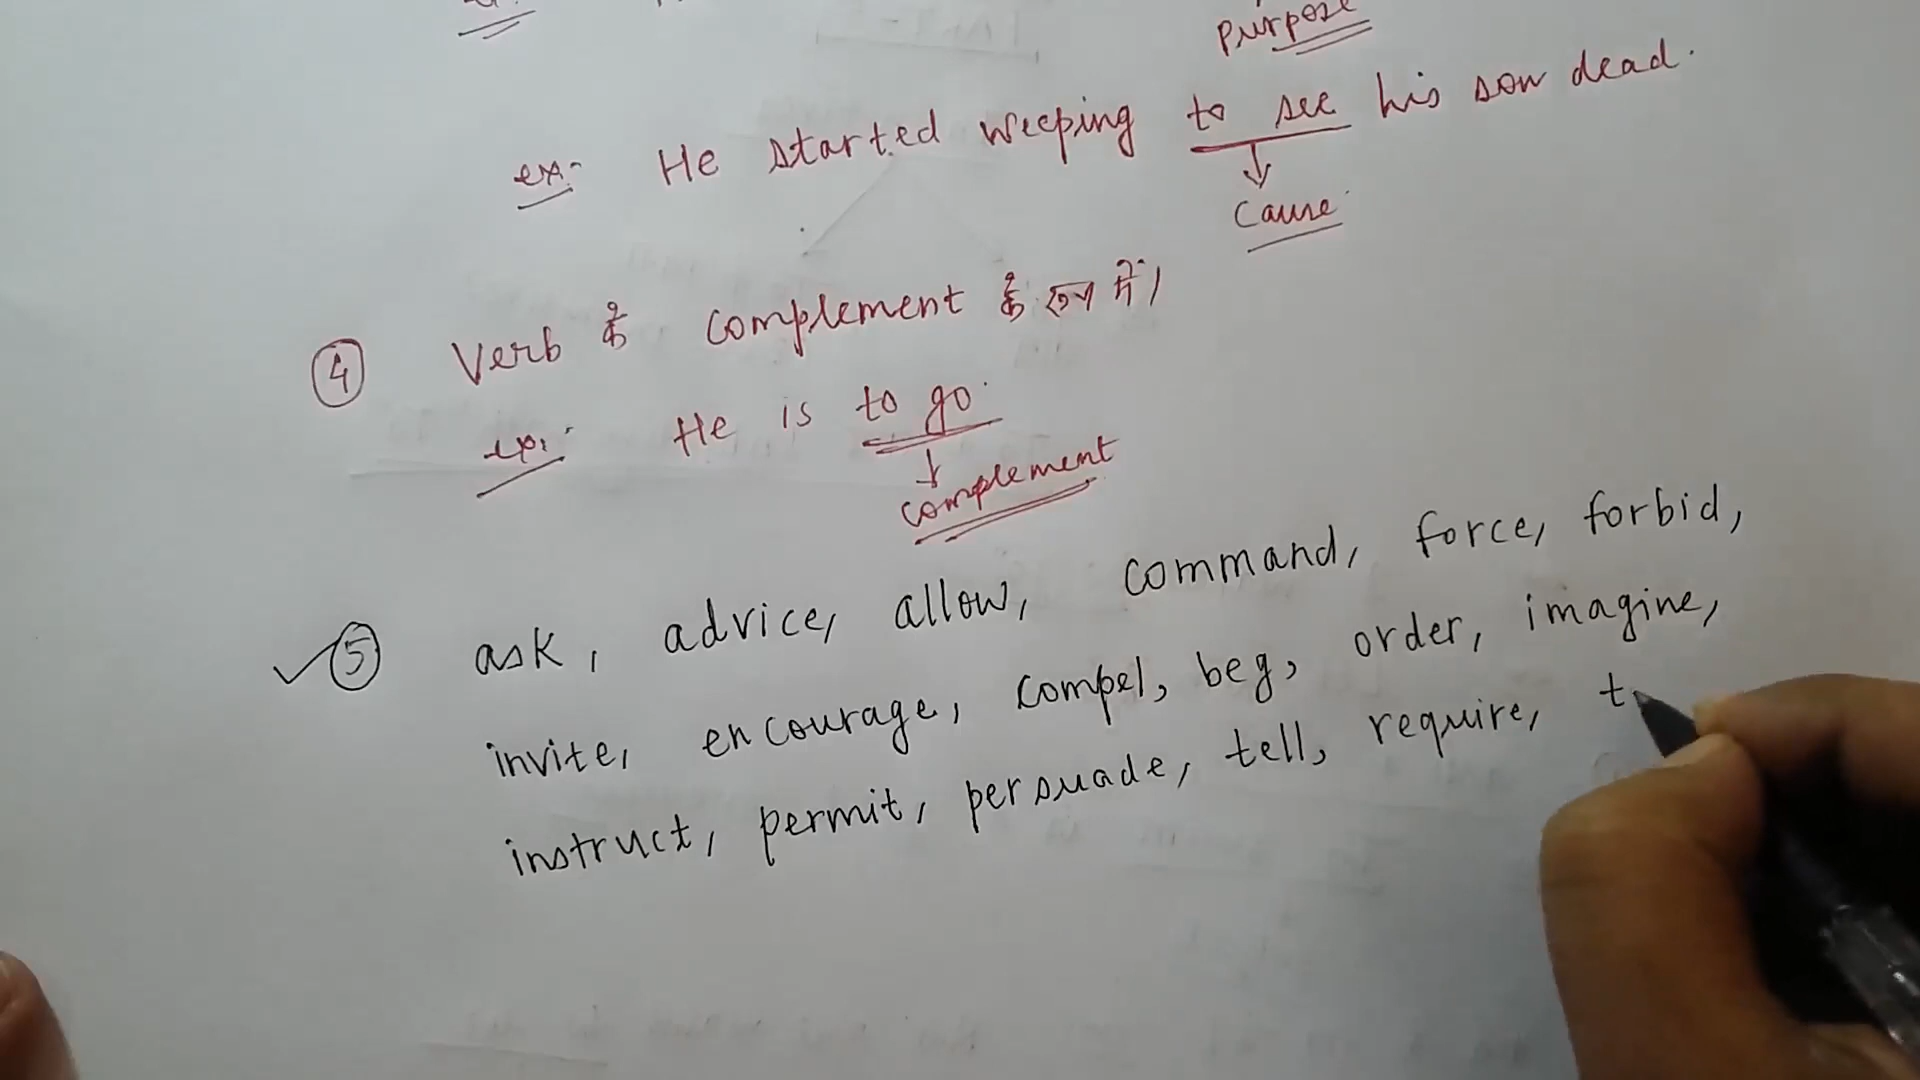 purpose
ex:- He started weeping to see his son dead.
cause
④ Verb के complement के रूप में।
ex:- He is to go.
complement
⑤ ask, advice, allow, command, force, forbid,
invite, encourage, compel, beg, order, imagine,
instruct, permit, persuade, tell, require, t